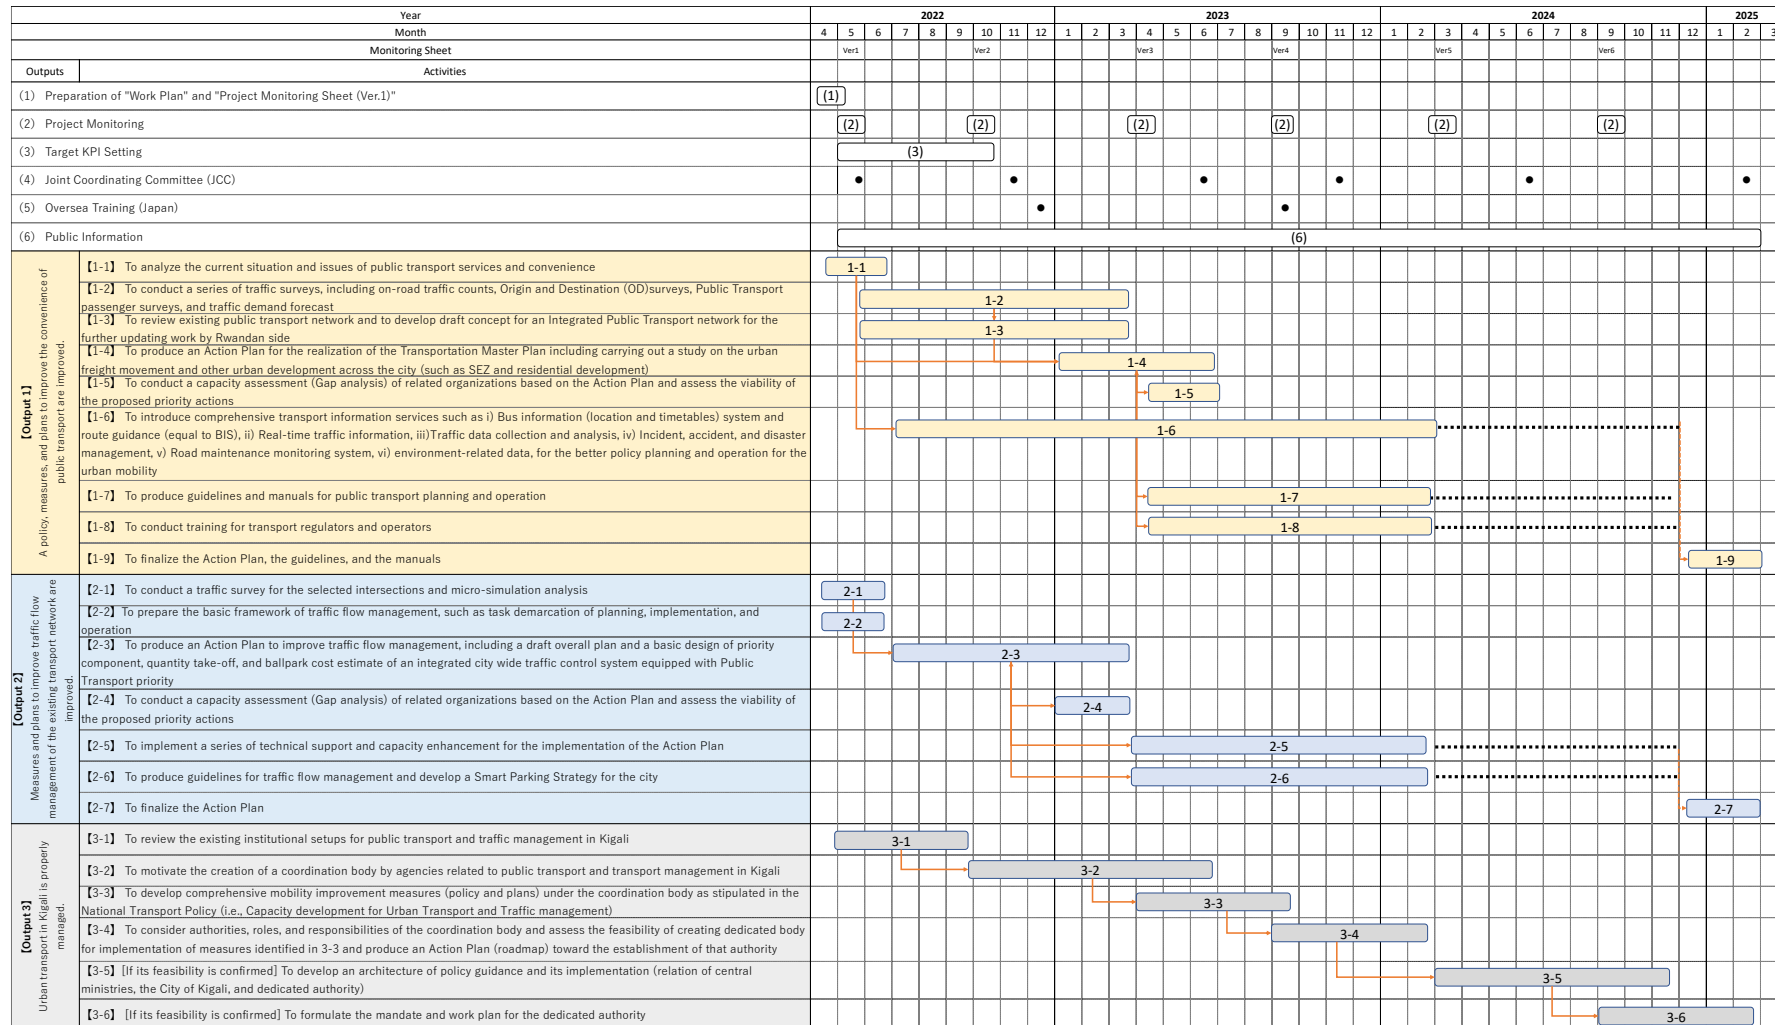 Year 2022 2023 2024 2025
Month 4 5 6 7 8 9 10 11 12 1 2 3 4 5 6 7 8 9 10 11 12 1 2 3 4 5 6 7 8 9 10 11 12 1 2 3
Monitoring Sheet Ver1 Ver2 Ver3 Ver4 Ver5 Ver6
Outputs Activities
(1) Preparation of "Work Plan" and "Project Monitoring Sheet (Ver.1)" (1)
(2) Project Monitoring (2) (2) (2) (2) (2) (2)
(3) Target KPI Setting (3)
(4) Joint Coordinating Committee (JCC)
(5) Oversea Training (Japan)
(6) Public Information (6)
【Output 1】
A policy, measures, and plans to improve the convenience of
public transport are improved.
【1-1】 To analyze the current situation and issues of public transport services and convenience 1-1
【1-2】 To conduct a series of traffic surveys, including on-road traffic counts, Origin and Destination (OD)surveys, Public Transport
passenger surveys, and traffic demand forecast 1-2
【1-3】 To review existing public transport network and to develop draft concept for an Integrated Public Transport network for the
further updating work by Rwandan side 1-3
【1-4】 To produce an Action Plan for the realization of the Transportation Master Plan including carrying out a study on the urban
freight movement and other urban development across the city (such as SEZ and residential development) 1-4
【1-5】 To conduct a capacity assessment (Gap analysis) of related organizations based on the Action Plan and assess the viability of
the proposed priority actions 1-5
【1-6】 To introduce comprehensive transport information services such as i) Bus information (location and timetables) system and
route guidance (equal to BIS), ii) Real-time traffic information, iii)Traffic data collection and analysis, iv) Incident, accident, and disaster
management, v) Road maintenance monitoring system, vi) environment-related data, for the better policy planning and operation for the
urban mobility 1-6
【1-7】 To produce guidelines and manuals for public transport planning and operation 1-7
【1-8】 To conduct training for transport regulators and operators 1-8
【1-9】 To finalize the Action Plan, the guidelines, and the manuals 1-9
【Output 2】
Measures and plans to improve traffic flow
management of the existing transport network are
improved.
【2-1】 To conduct a traffic survey for the selected intersections and micro-simulation analysis 2-1
【2-2】 To prepare the basic framework of traffic flow management, such as task demarcation of planning, implementation, and
operation 2-2
【2-3】 To produce an Action Plan to improve traffic flow management, including a draft overall plan and a basic design of priority
component, quantity take-off, and ballpark cost estimate of an integrated city wide traffic control system equipped with Public
Transport priority 2-3
【2-4】 To conduct a capacity assessment (Gap analysis) of related organizations based on the Action Plan and assess the viability of
the proposed priority actions 2-4
【2-5】 To implement a series of technical support and capacity enhancement for the implementation of the Action Plan 2-5
【2-6】 To produce guidelines for traffic flow management and develop a Smart Parking Strategy for the city 2-6
【2-7】 To finalize the Action Plan 2-7
【Output 3】
Urban transport in Kigali is properly
managed.
【3-1】 To review the existing institutional setups for public transport and traffic management in Kigali 3-1
【3-2】 To motivate the creation of a coordination body by agencies related to public transport and transport management in Kigali 3-2
【3-3】 To develop comprehensive mobility improvement measures (policy and plans) under the coordination body as stipulated in the
National Transport Policy (i.e., Capacity development for Urban Transport and Traffic management) 3-3
【3-4】 To consider authorities, roles, and responsibilities of the coordination body and assess the feasibility of creating dedicated body
for implementation of measures identified in 3-3 and produce an Action Plan (roadmap) toward the establishment of that authority 3-4
【3-5】 [If its feasibility is confirmed] To develop an architecture of policy guidance and its implementation (relation of central
ministries, the City of Kigali, and dedicated authority) 3-5
【3-6】 [If its feasibility is confirmed] To formulate the mandate and work plan for the dedicated authority 3-6